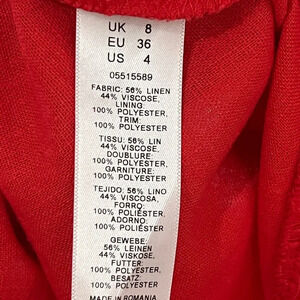 UK 8
EU 36
US 4
05515589
FABRIC: 56% LINEN
44% VISCOSE,
LINING:
100% POLYESTER,
TRIM:
100% POLYESTER
TISSU: 56% LIN
44% VISCOSE,
DOUBLURE:
100% POLYESTER,
GARNITURE:
100% POLYESTER
TEJIDO: 56% LINO
44% VISCOSA,
FORRO:
100% POLIÉSTER,
ADORNO:
100% POLIÉSTER
GEWEBE:
56% LEINEN
44% VISKOSE,
FUTTER:
100% POLYESTER,
BESATZ:
100% POLYESTER
MADE IN ROMANIA